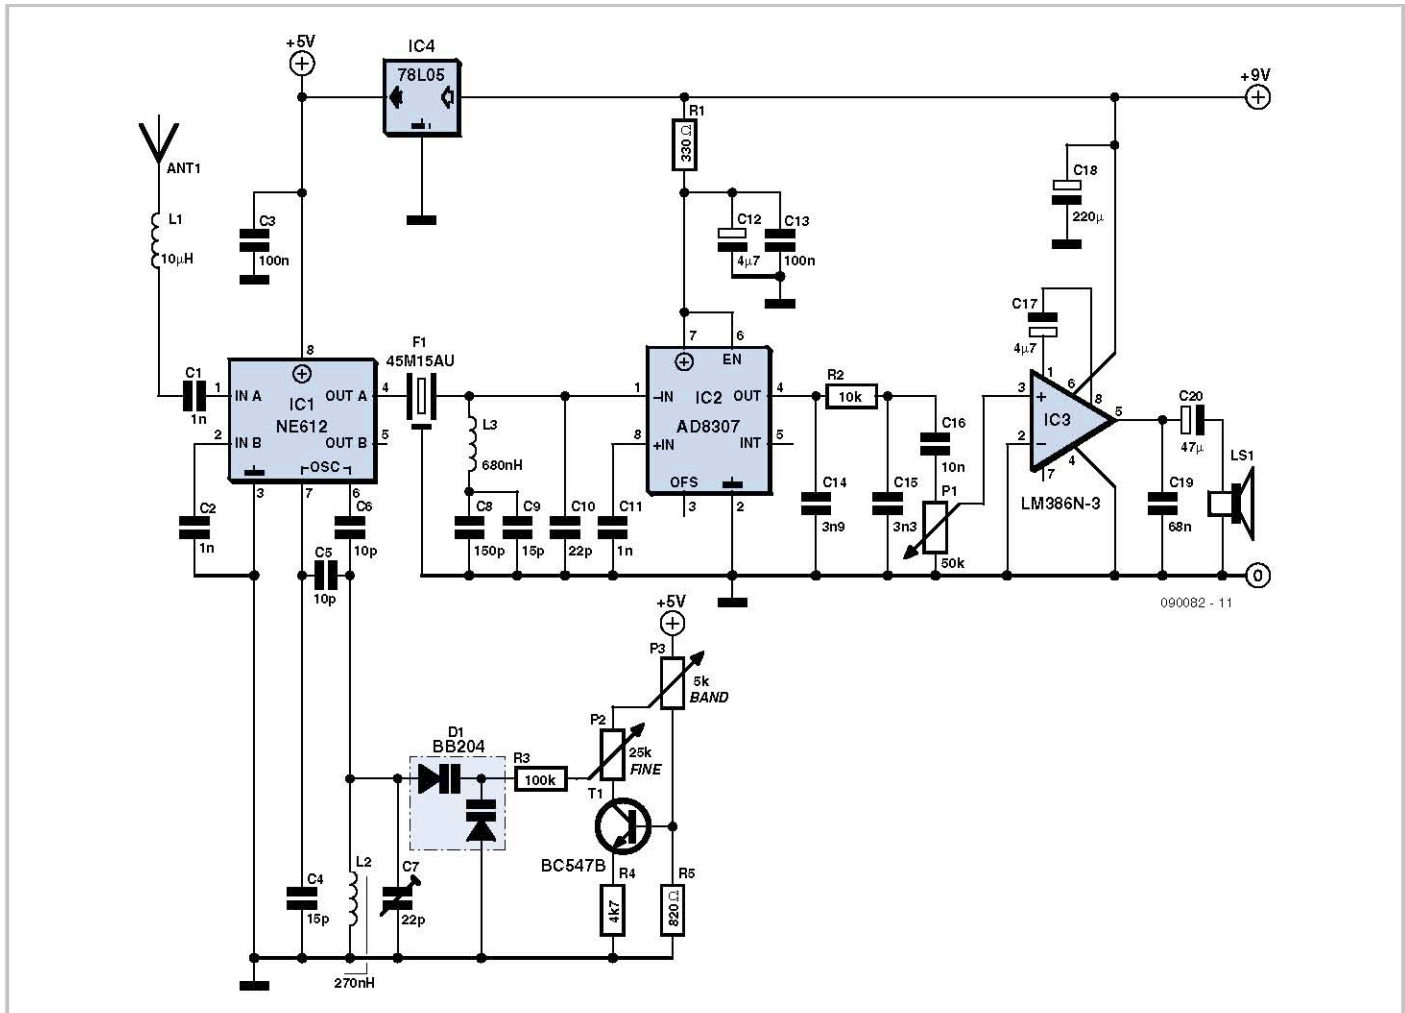 +5V
IC4
78L05
+9V
ANT1
R1
330 Ω
C18
220µ
L1
10µH
C3
100n
C12
4µ7
C13
100n
C17
4µ7
F1
45M15AU
8
7
6
EN
1
6
8
C1
1n
1
IN A
OUT A
4
IC1
NE612
2
IN B
OUT B
5
OSC
3
7
6
L3
680nH
1
–IN
OUT
4
IC2
AD8307
8
+IN
INT
5
OFS
3
2
R2
10k
3
+
IC3
2
–
7
4
5
LM386N-3
C20
47µ
LS1
C2
1n
C6
10p
C5
10p
C8
150p
C9
15p
C10
22p
C11
1n
C14
3n9
C15
3n3
C16
10n
P1
50k
C19
68n
0
090082 - 11
+5V
P3
5k
BAND
P2
25k
FINE
D1
BB204
R3
100k
T1
BC547B
C4
15p
L2
270nH
C7
22p
R4
4k7
R5
820 Ω